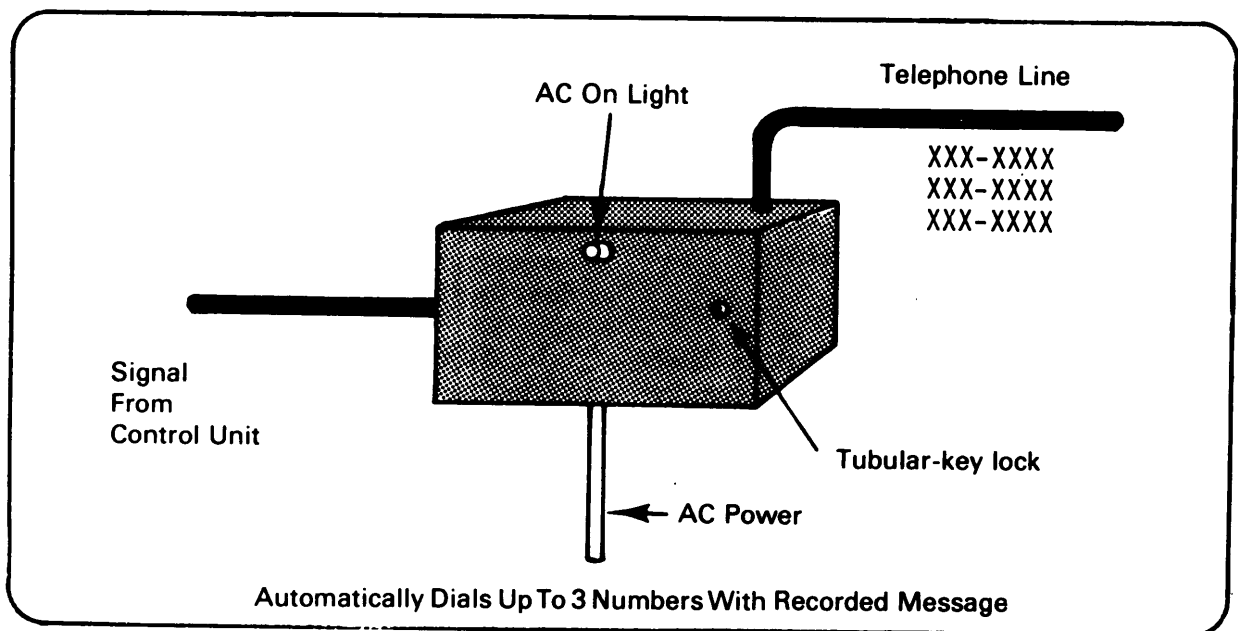 AC On Light
Telephone Line
XXX-XXXX
XXX-XXXX
XXX-XXXX
Signal
From
Control Unit
Tubular-key lock
AC Power
Automatically Dials Up To 3 Numbers With Recorded Message